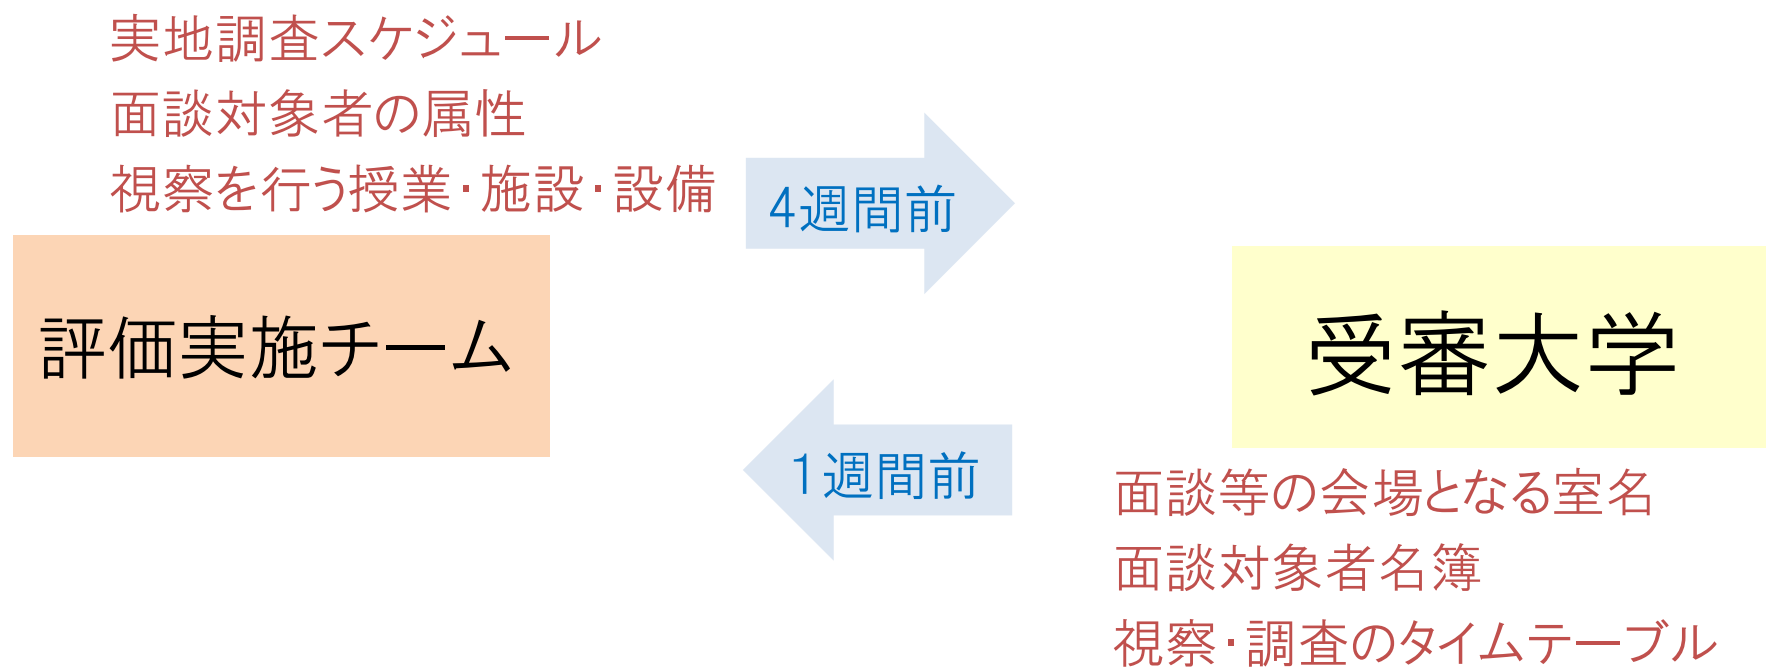 実地調査スケジュール
面談対象者の属性
視察を行う授業・施設・設備
4週間前
評価実施チーム
受審大学
1週間前
面談等の会場となる室名
面談対象者名簿
視察・調査のタイムテーブル